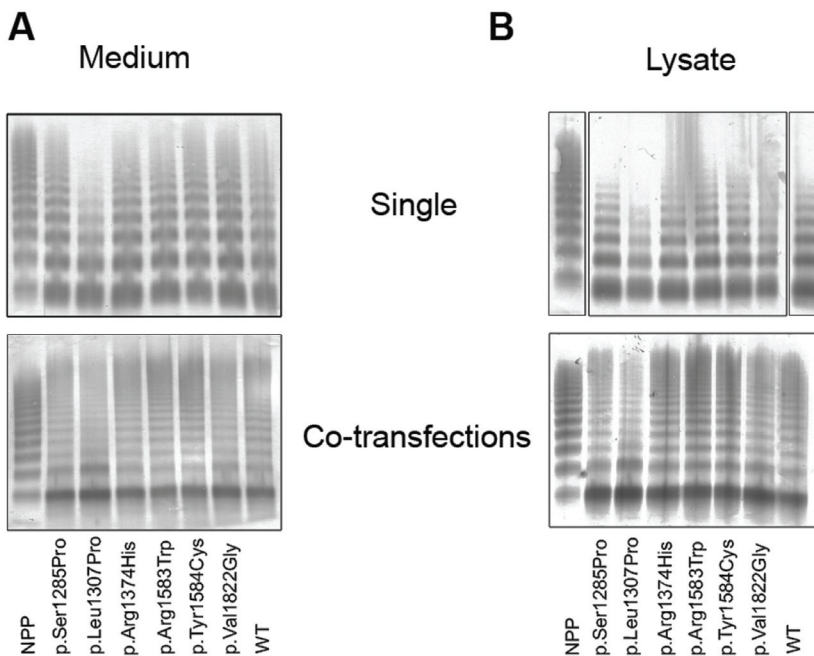 A
B
Medium
Lysate
Single
Co-transfections
NPP
p.Ser1285Pro
p.Leu1307Pro
p.Arg1374His
p.Arg1583Trp
p.Tyr1584Cys
p.Val1822Gly
WT
NPP
p.Ser1285Pro
p.Leu1307Pro
p.Arg1374His
p.Arg1583Trp
p.Tyr1584Cys
p.Val1822Gly
WT